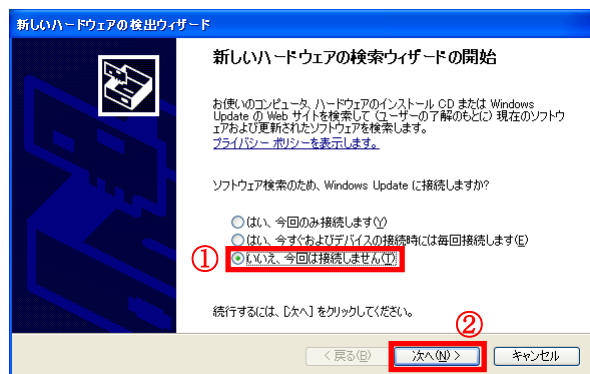 新しいハードウェアの検出ウィザード
新しいハードウェアの検索ウィザードの開始
お使いのコンピュータ、ハードウェアのインストール CD または Windows
Update の Web サイトを検索して (ユーザーの了解のもとに) 現在のソフトウ
ェアおよび更新されたソフトウェアを検索します。
プライバシー ポリシーを表示します。
ソフトウェア検索のため、Windows Update に接続しますか?
はい、今回のみ接続します(Y)
はい、今すぐおよびデバイスの接続時には毎回接続します(E)
① いいえ、今回は接続しません(T)
続行するには、[次へ] をクリックしてください。
②
< 戻る(B) 次へ(N) > キャンセル